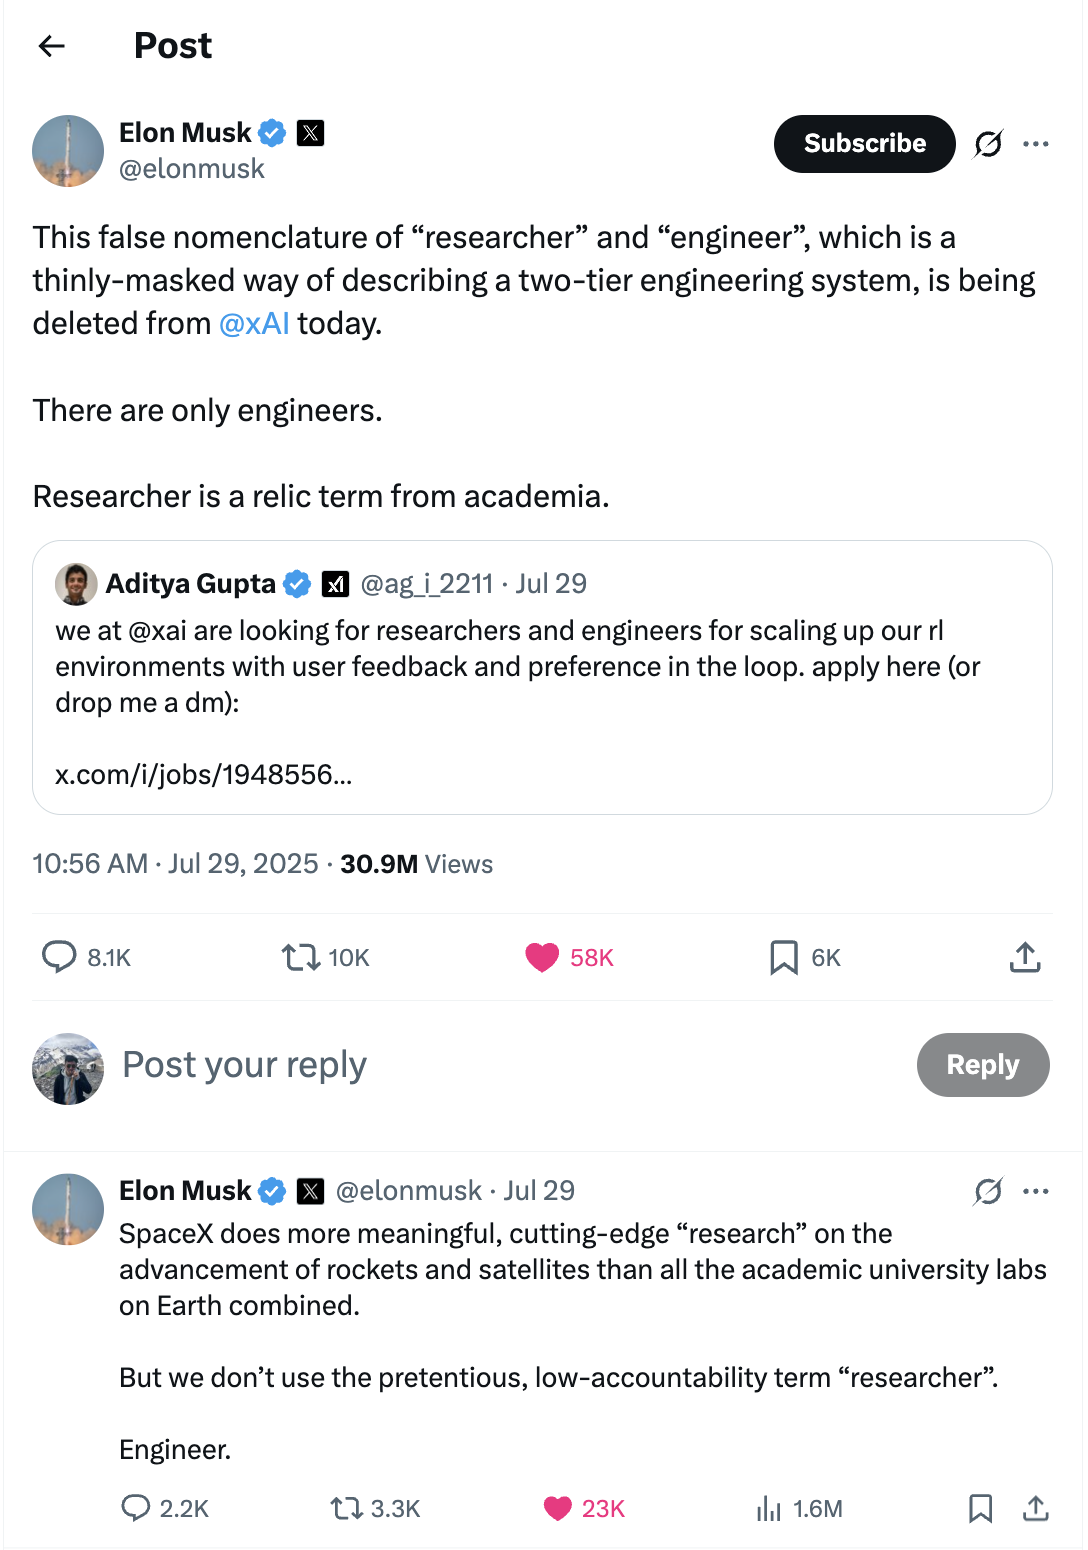 Post
Elon Musk
Subscribe
@elonmusk
This false nomenclature of “researcher” and “engineer”, which is a
thinly-masked way of describing a two-tier engineering system, is being
deleted from @xAI today.
There are only engineers.
Researcher is a relic term from academia.
Aditya Gupta @ag_i_2211 · Jul 29
we at @xai are looking for researchers and engineers for scaling up our rl
environments with user feedback and preference in the loop. apply here (or
drop me a dm):
x.com/i/jobs/1948556...
10:56 AM · Jul 29, 2025 · 30.9M Views
8.1K 10K 58K 6K
Post your reply
Reply
Elon Musk @elonmusk · Jul 29
SpaceX does more meaningful, cutting-edge “research” on the
advancement of rockets and satellites than all the academic university labs
on Earth combined.
But we don’t use the pretentious, low-accountability term “researcher”.
Engineer.
2.2K 3.3K 23K 1.6M